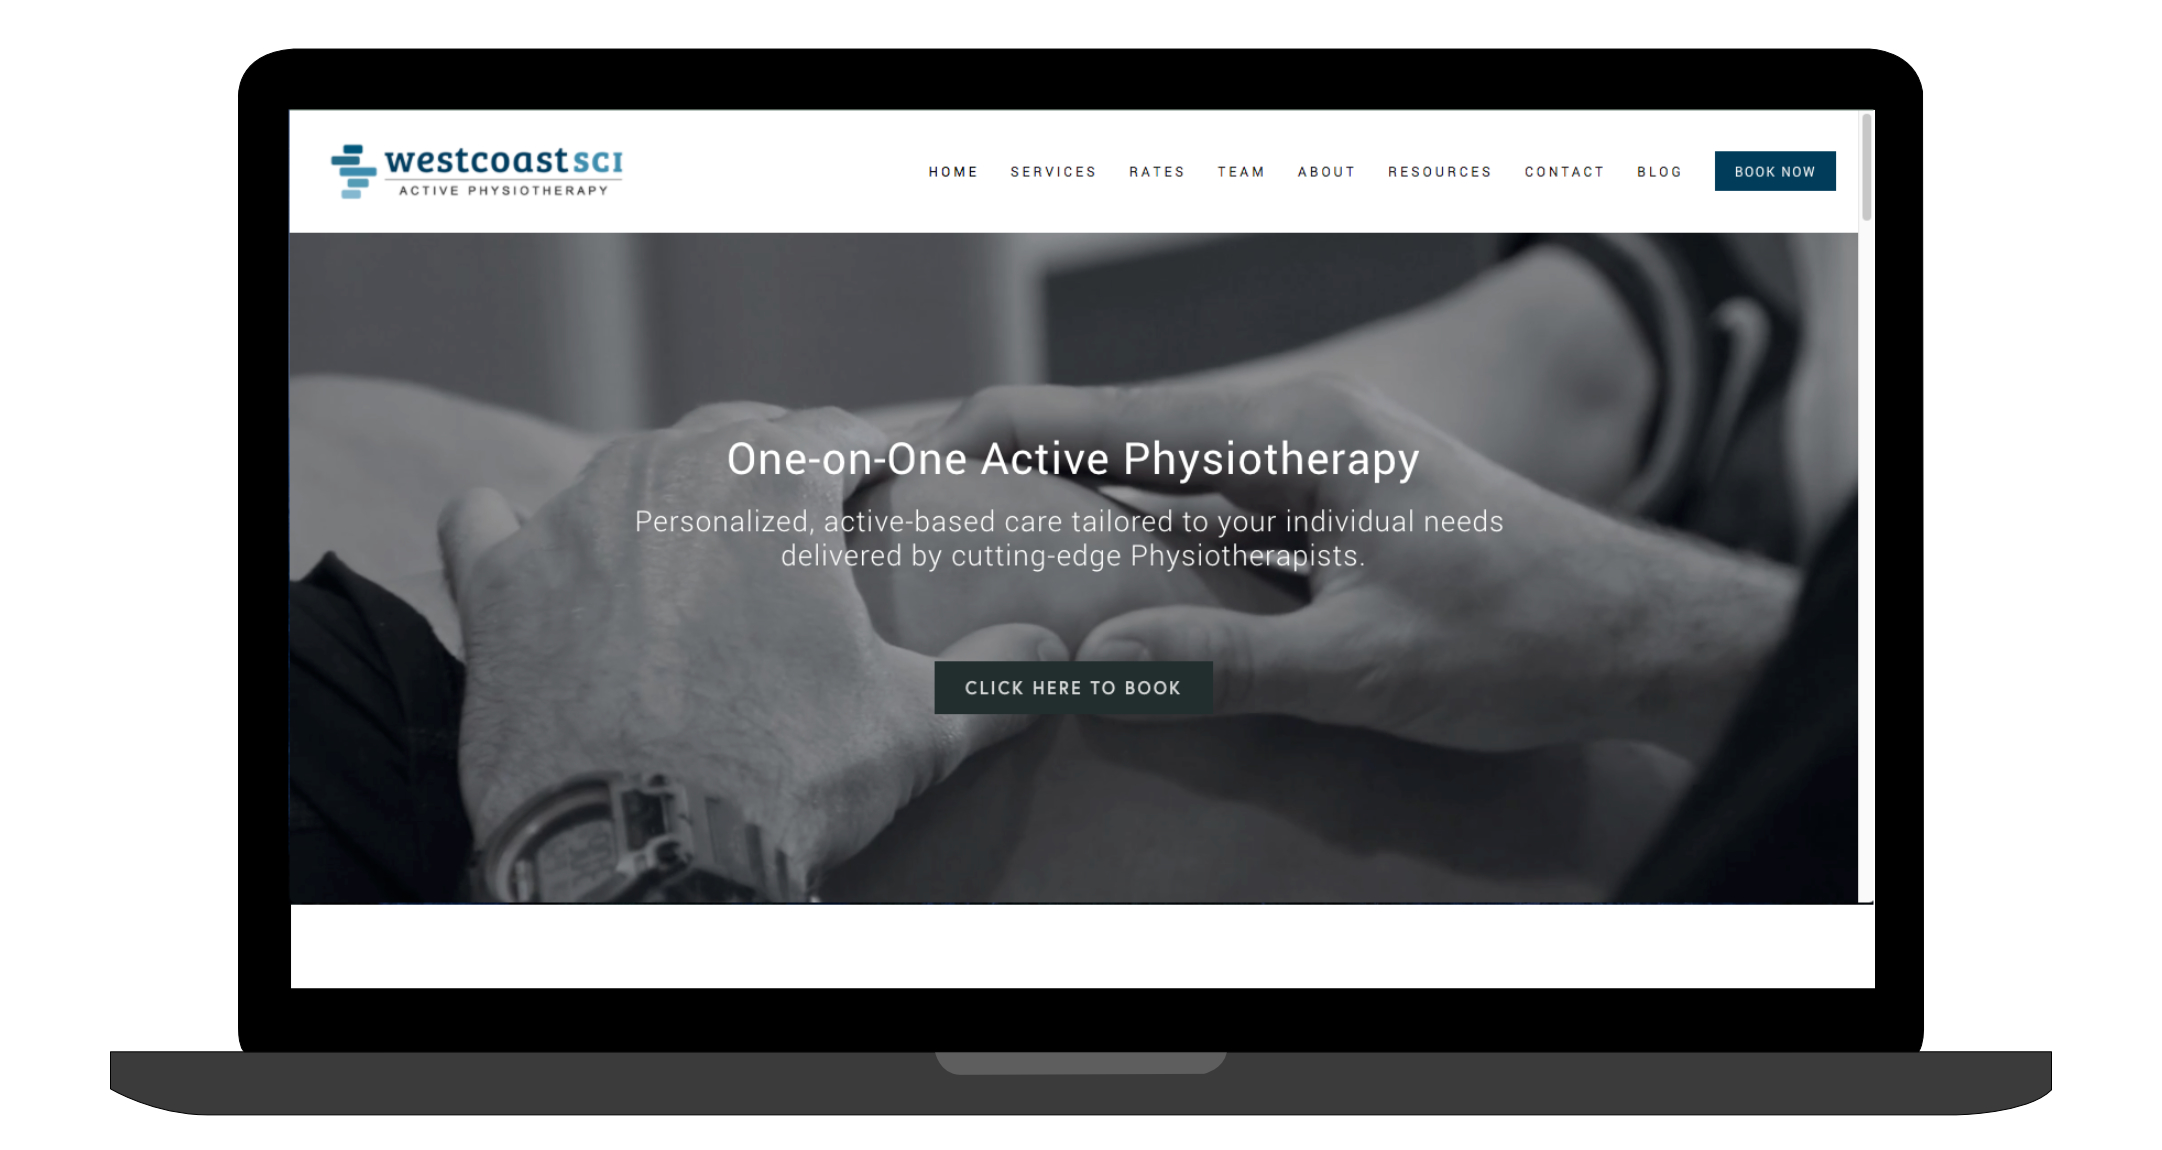 westcoastsci
ACTIVE PHYSIOTHERAPY
HOME SERVICES RATES TEAM ABOUT RESOURCES CONTACT BLOG BOOK NOW
One-on-One Active Physiotherapy
Personalized, active-based care tailored to your individual needs
delivered by cutting-edge Physiotherapists.
CLICK HERE TO BOOK